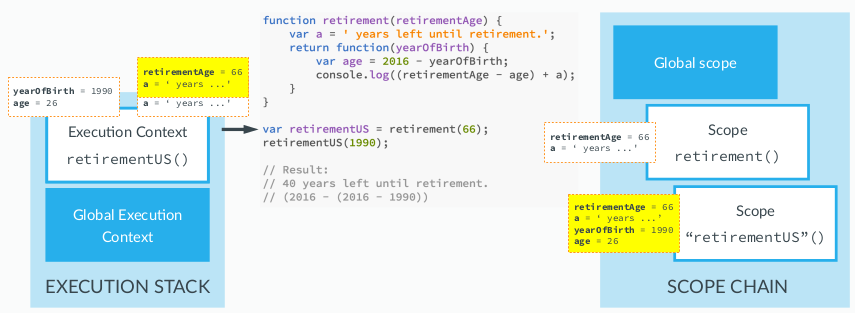 yearOfBirth = 1990
age = 26
retirementAge = 66
a = ‘ years ...’
a = ‘ years ...’
Execution Context
retirementUS()
Global Execution
Context
EXECUTION STACK
function retirement(retirementAge) {
var a = ' years left until retirement.';
return function(yearOfBirth) {
var age = 2016 - yearOfBirth;
console.log((retirementAge - age) + a);
}
}
var retirementUS = retirement(66);
retirementUS(1990);
// Result:
// 40 years left until retirement.
// (2016 - (2016 - 1990))
Global scope
retirementAge = 66
a = ‘ years ...’
Scope
retirement()
retirementAge = 66
a = ‘ years ...’
yearOfBirth = 1990
age = 26
Scope
“retirementUS”()
SCOPE CHAIN